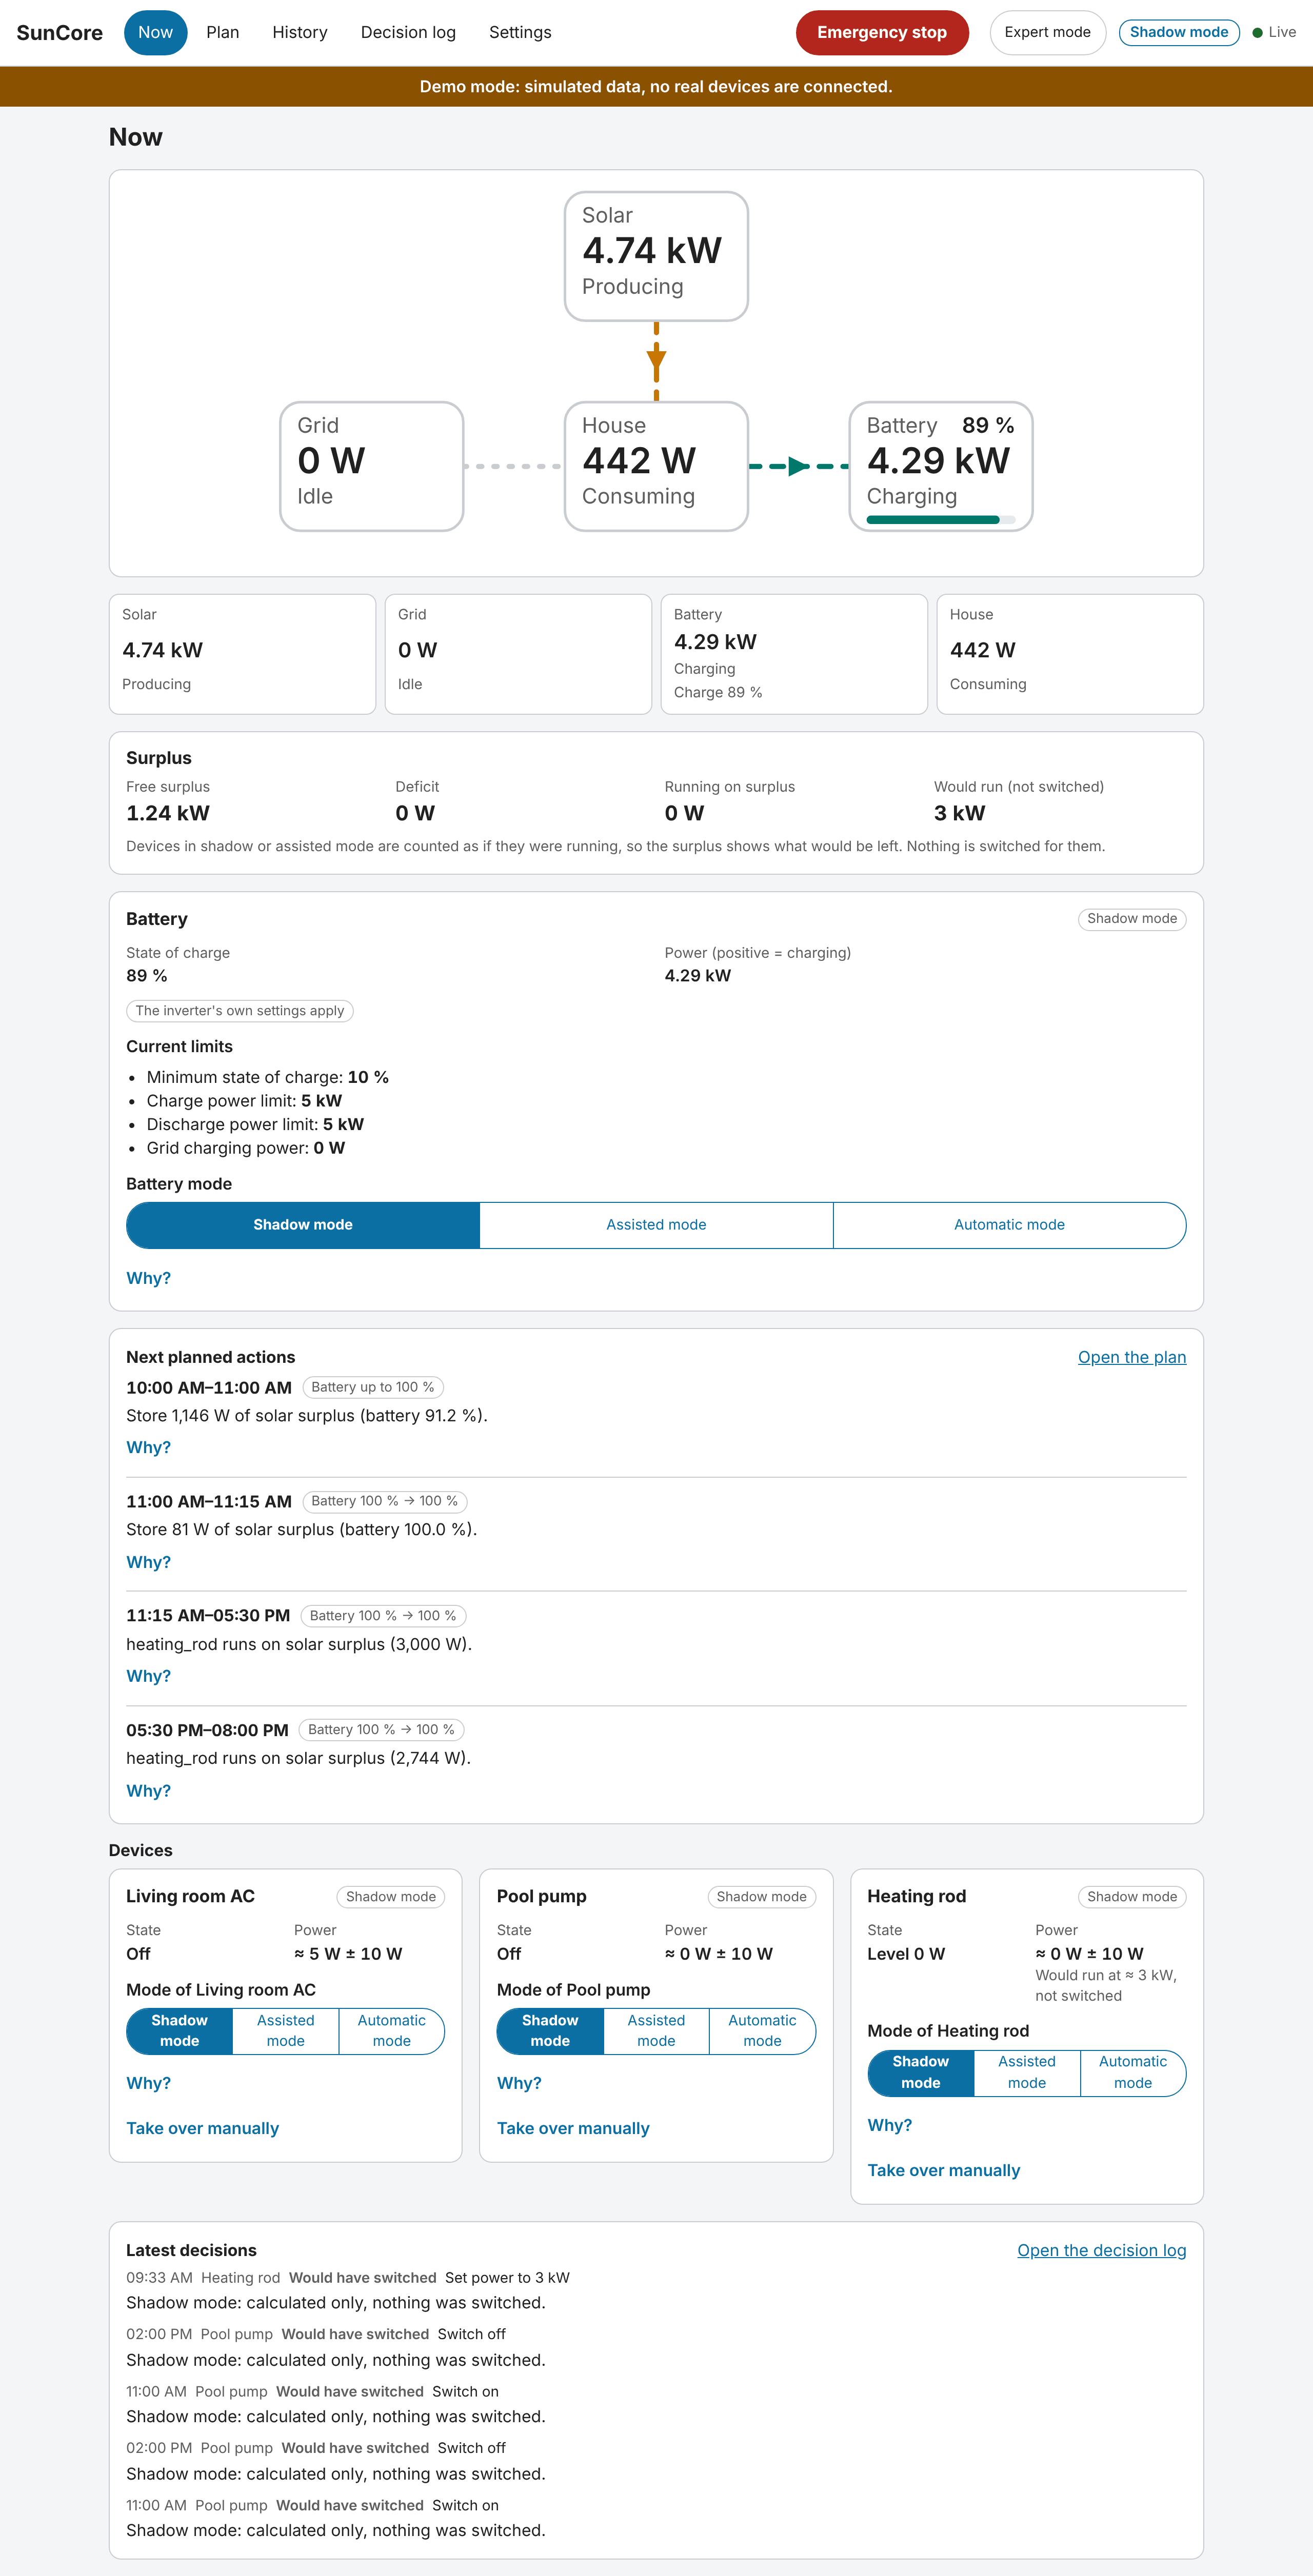 SunCore Now Plan History Decision log Settings Emergency stop Expert mode Shadow mode Live
Demo mode: simulated data, no real devices are connected.
Now
Solar
4.74 kW
Producing
Grid
0 W
Idle
House
442 W
Consuming
Battery 89 %
4.29 kW
Charging
Solar
4.74 kW
Producing
Grid
0 W
Idle
Battery
4.29 kW
Charging
Charge 89 %
House
442 W
Consuming
Surplus
Free surplus
1.24 kW
Deficit
0 W
Running on surplus
0 W
Would run (not switched)
3 kW
Devices in shadow or assisted mode are counted as if they were running, so the surplus shows what would be left. Nothing is switched for them.
Battery Shadow mode
State of charge
89 %
Power (positive = charging)
4.29 kW
The inverter's own settings apply
Current limits
• Minimum state of charge: 10 %
• Charge power limit: 5 kW
• Discharge power limit: 5 kW
• Grid charging power: 0 W
Battery mode
Shadow mode Assisted mode Automatic mode
Why?
Next planned actions Open the plan
10:00 AM–11:00 AM Battery up to 100 %
Store 1,146 W of solar surplus (battery 91.2 %).
Why?
11:00 AM–11:15 AM Battery 100 % → 100 %
Store 81 W of solar surplus (battery 100.0 %).
Why?
11:15 AM–05:30 PM Battery 100 % → 100 %
heating_rod runs on solar surplus (3,000 W).
Why?
05:30 PM–08:00 PM Battery 100 % → 100 %
heating_rod runs on solar surplus (2,744 W).
Why?
Devices
Living room AC Shadow mode
State Power
Off ≈ 5 W ± 10 W
Mode of Living room AC
Shadow mode Assisted mode Automatic mode
Why?
Take over manually
Pool pump Shadow mode
State Power
Off ≈ 0 W ± 10 W
Mode of Pool pump
Shadow mode Assisted mode Automatic mode
Why?
Take over manually
Heating rod Shadow mode
State Power
Level 0 W ≈ 0 W ± 10 W
Would run at ≈ 3 kW,
not switched
Mode of Heating rod
Shadow mode Assisted mode Automatic mode
Why?
Take over manually
Latest decisions Open the decision log
09:33 AM Heating rod Would have switched Set power to 3 kW
Shadow mode: calculated only, nothing was switched.
02:00 PM Pool pump Would have switched Switch off
Shadow mode: calculated only, nothing was switched.
11:00 AM Pool pump Would have switched Switch on
Shadow mode: calculated only, nothing was switched.
02:00 PM Pool pump Would have switched Switch off
Shadow mode: calculated only, nothing was switched.
11:00 AM Pool pump Would have switched Switch on
Shadow mode: calculated only, nothing was switched.